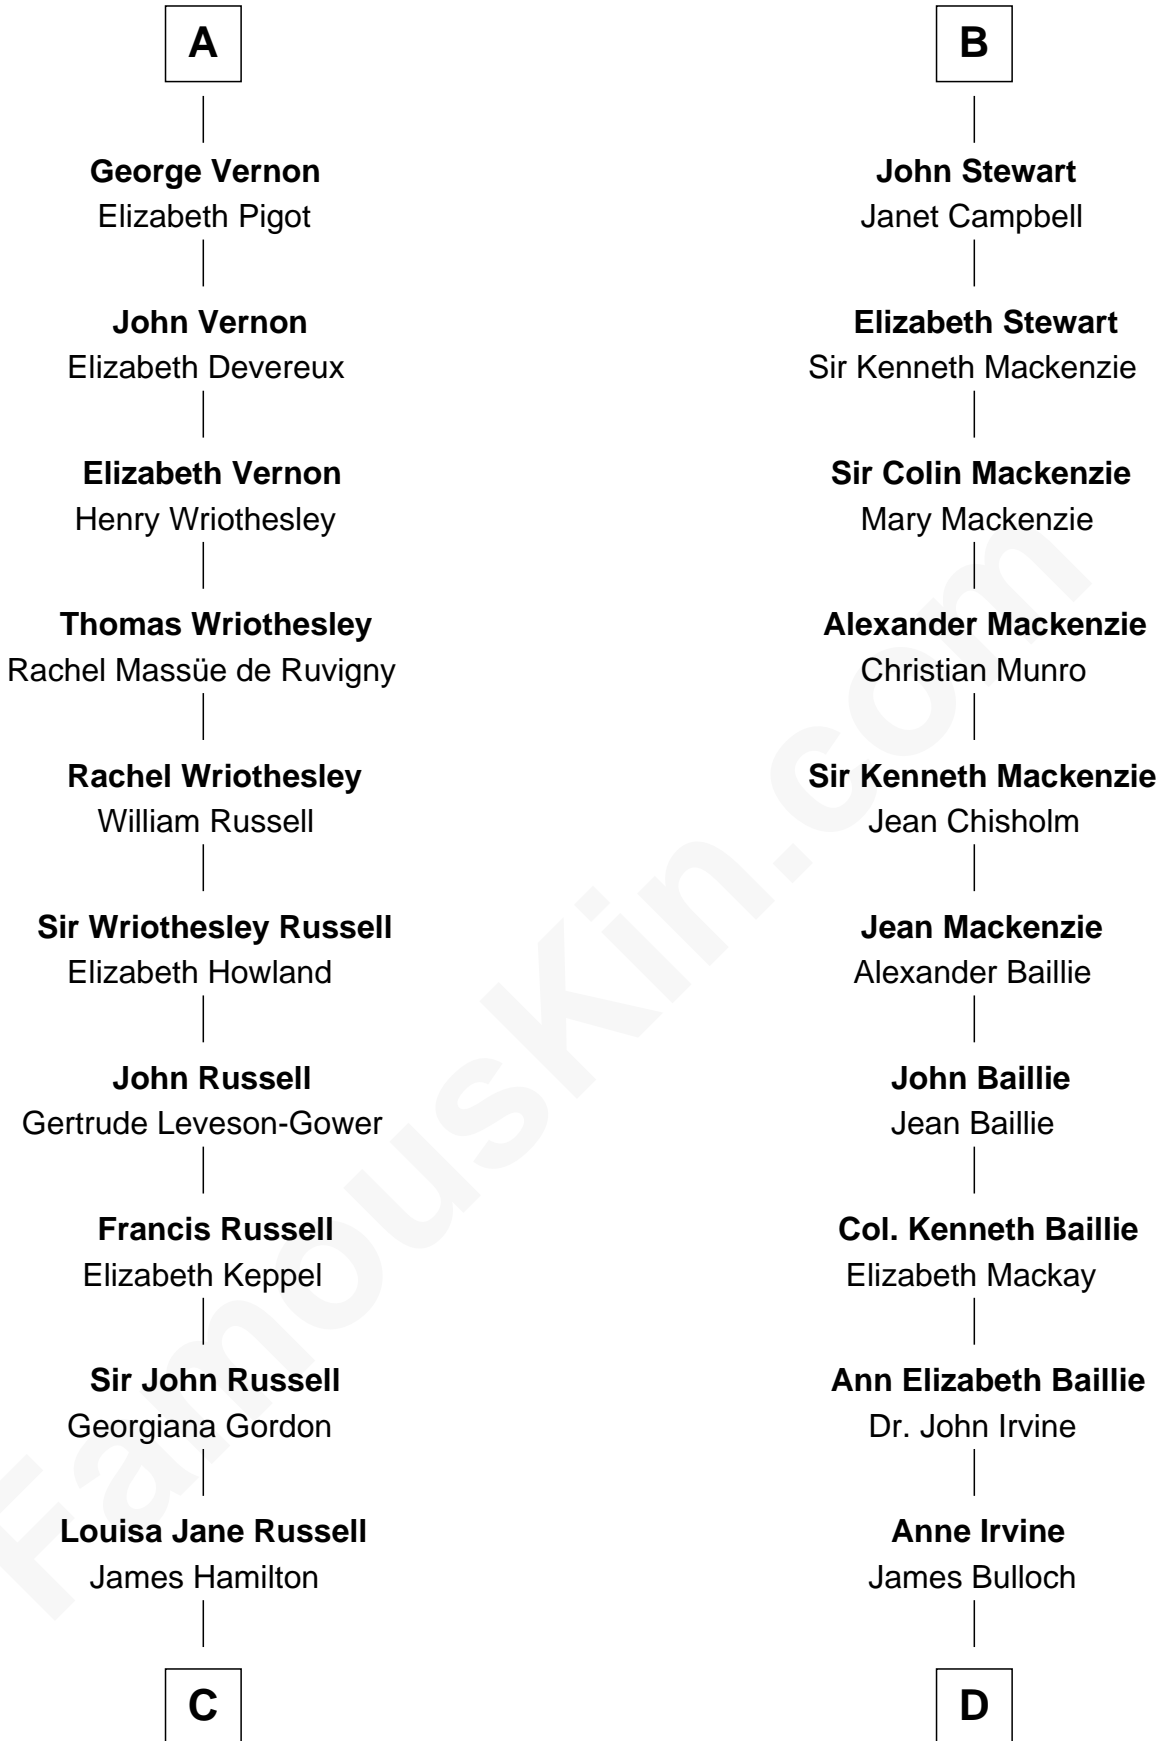 A
George Vernon
Elizabeth Pigot
John Vernon
Elizabeth Devereux
Elizabeth Vernon
Henry Wriothesley
Thomas Wriothesley
Rachel Massüe de Ruvigny
Rachel Wriothesley
William Russell
Sir Wriothesley Russell
Elizabeth Howland
John Russell
Gertrude Leveson-Gower
Francis Russell
Elizabeth Keppel
Sir John Russell
Georgiana Gordon
Louisa Jane Russell
James Hamilton
C
B
John Stewart
Janet Campbell
Elizabeth Stewart
Sir Kenneth Mackenzie
Sir Colin Mackenzie
Mary Mackenzie
Alexander Mackenzie
Christian Munro
Sir Kenneth Mackenzie
Jean Chisholm
Jean Mackenzie
Alexander Baillie
John Baillie
Jean Baillie
Col. Kenneth Baillie
Elizabeth Mackay
Ann Elizabeth Baillie
Dr. John Irvine
Anne Irvine
James Bulloch
D
FamousKin.com